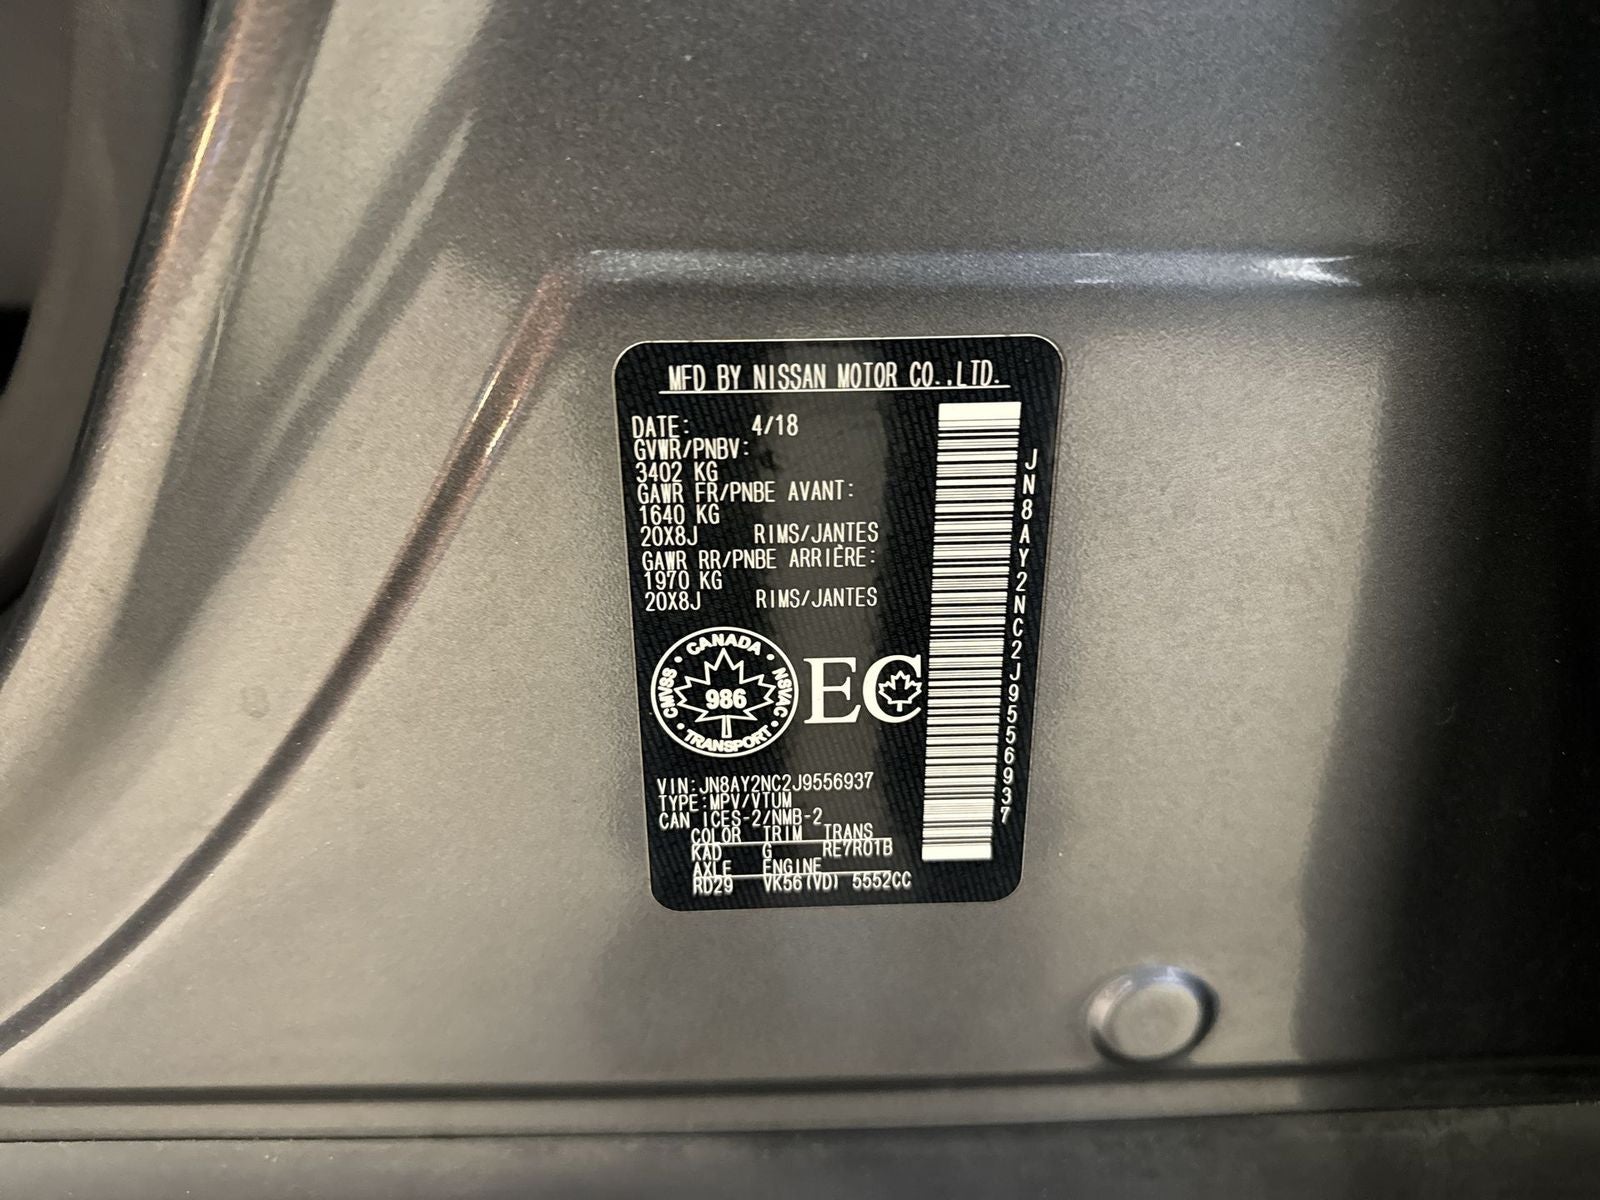 MFD BY NISSAN MOTOR CO.,LTD.
DATE: 4/18
GVWR/PNBV:
3402 KG
GAWR FR/PNBE AVANT:
1640 KG
20X8J RIMS/JANTES
GAWR RR/PNBE ARRIÈRE:
1970 KG
20X8J RIMS/JANTES
CANADA
CMVSS
NSVAC
986
TRANSPORT
EC
VIN:JN8AY2NC2J9556937
TYPE:MPV/VTUM
CAN ICES-2/NMB-2
COLOR TRIM TRANS
KAD G RE7R01B
AXLE ENGINE
RD29 VK56(VD) 5552CC
JN8AY2NC2J9556937